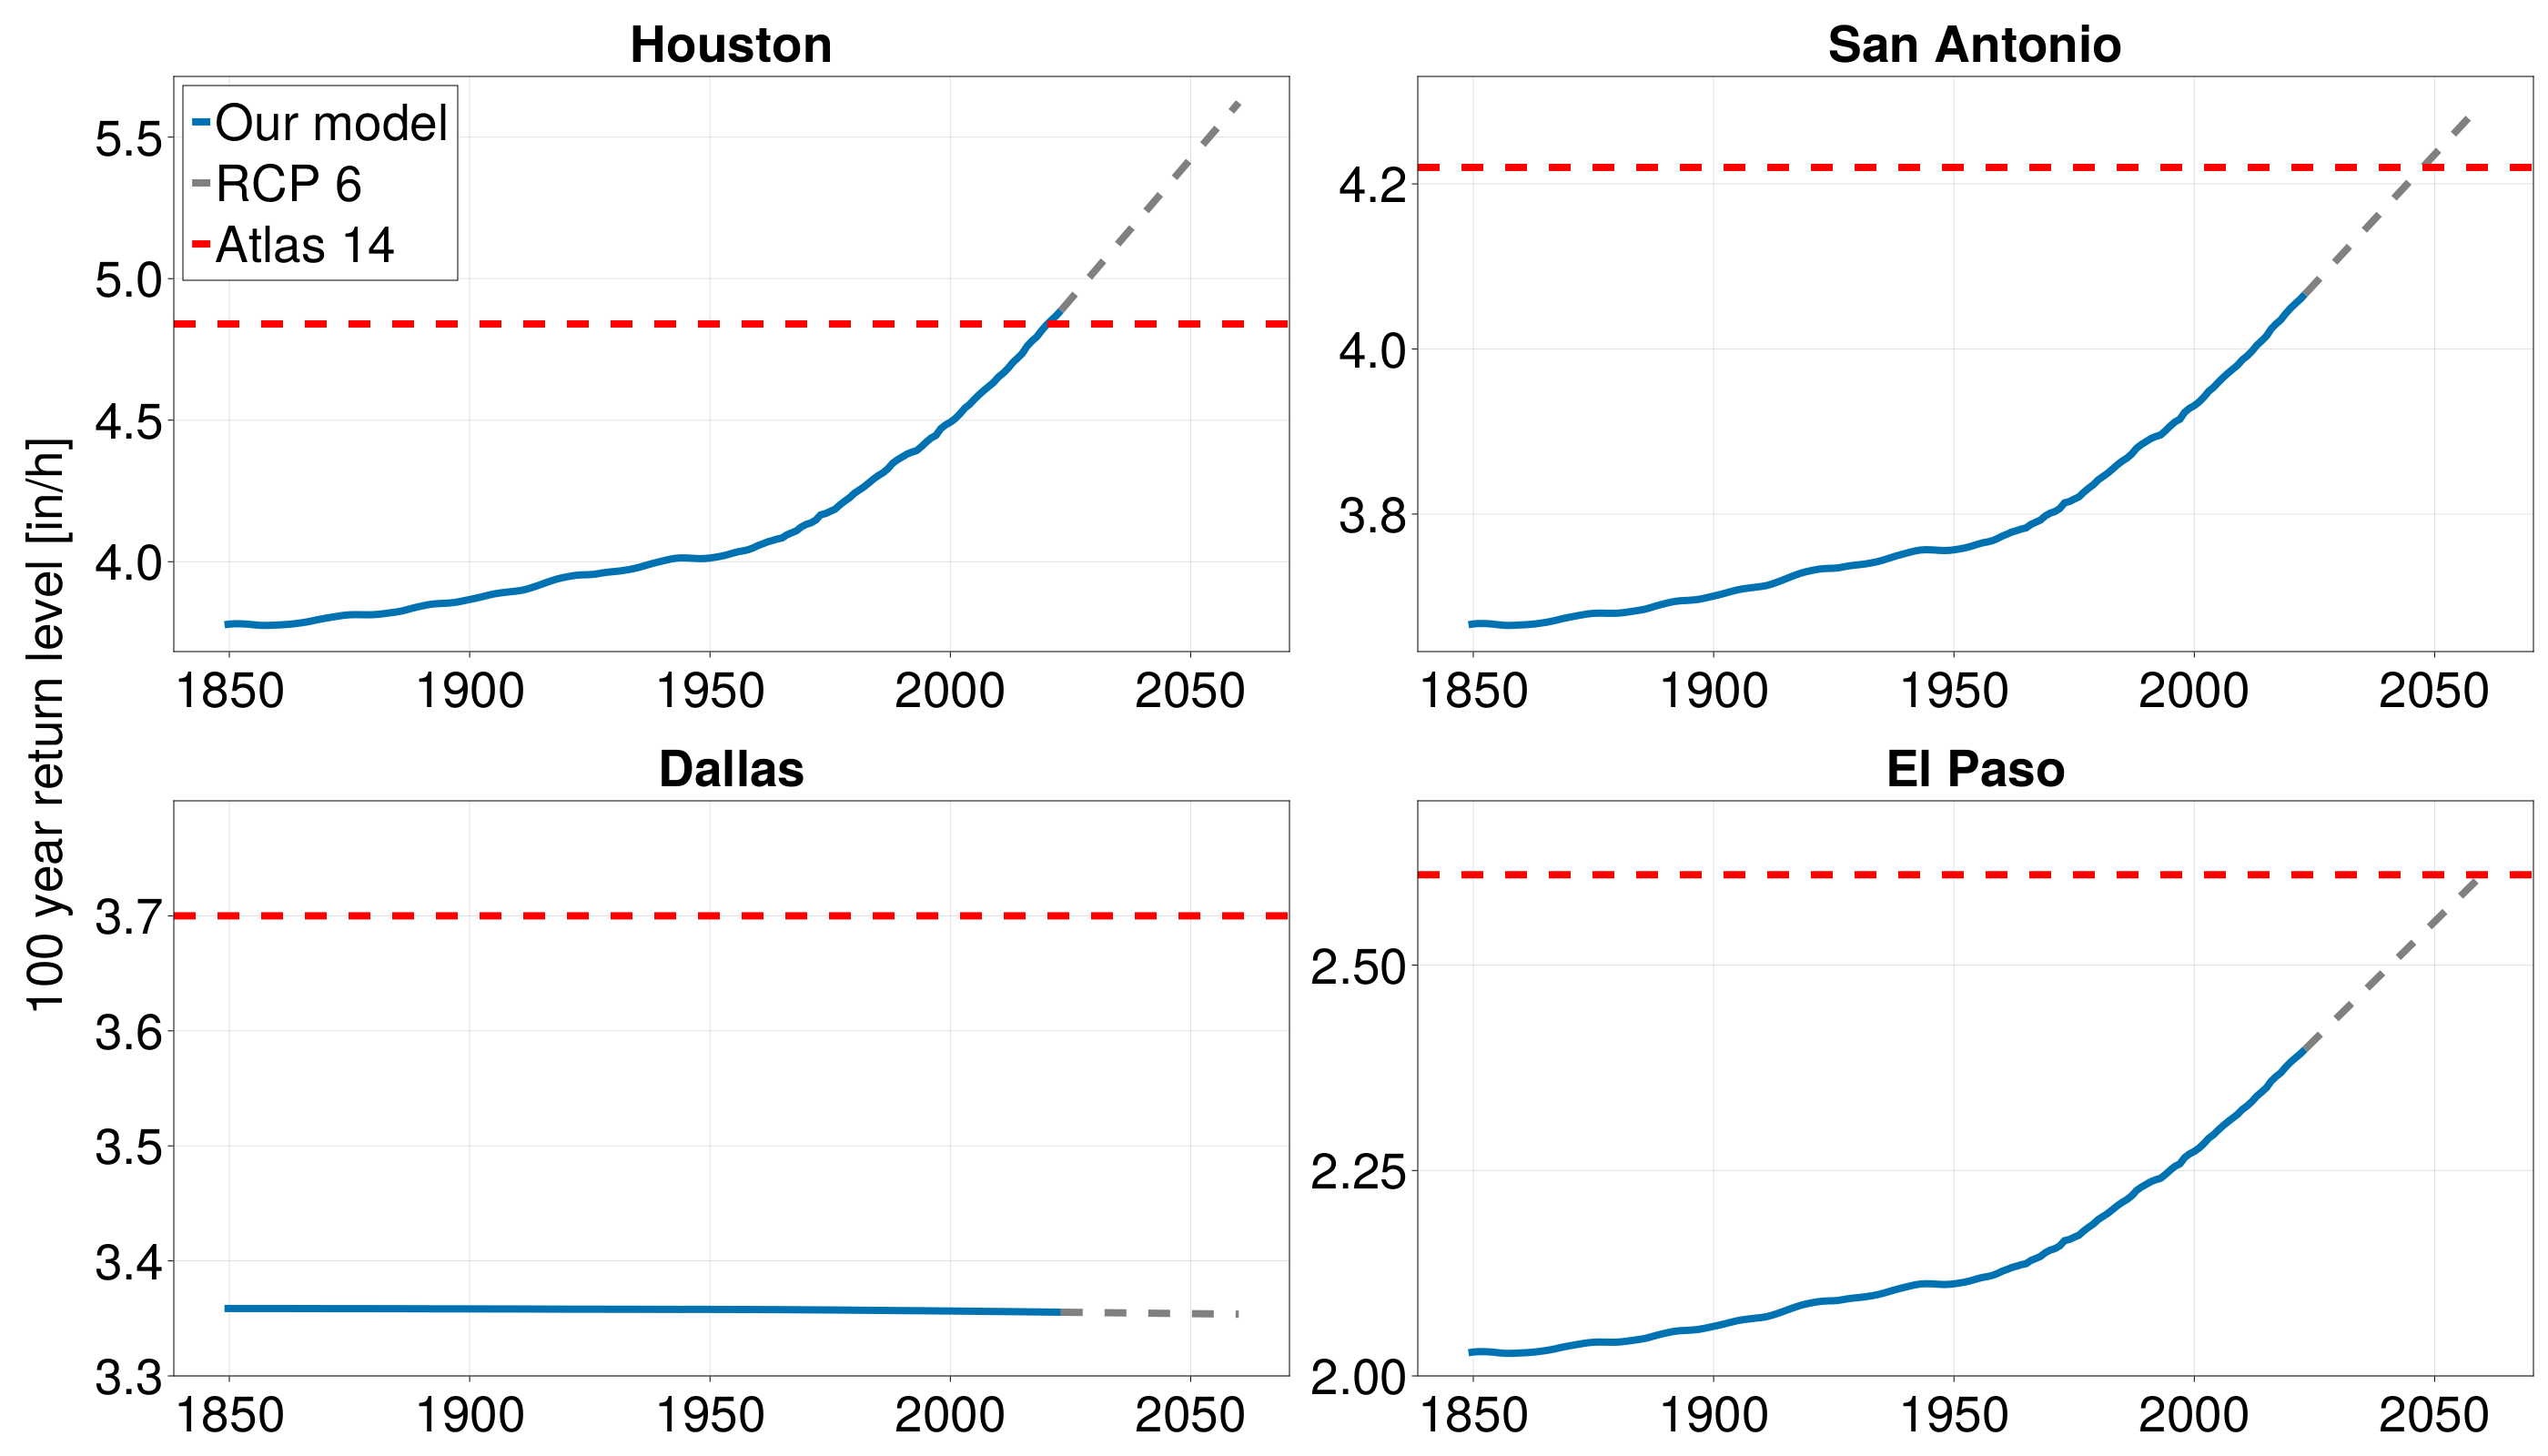 Houston
Our model
RCP 6
Atlas 14
5.5
5.0
4.5
4.0
1850 1900 1950 2000 2050
San Antonio
4.2
4.0
3.8
1850 1900 1950 2000 2050
100 year return level [in/h]
Dallas
3.7
3.6
3.5
3.4
3.3
1850 1900 1950 2000 2050
El Paso
2.50
2.25
2.00
1850 1900 1950 2000 2050